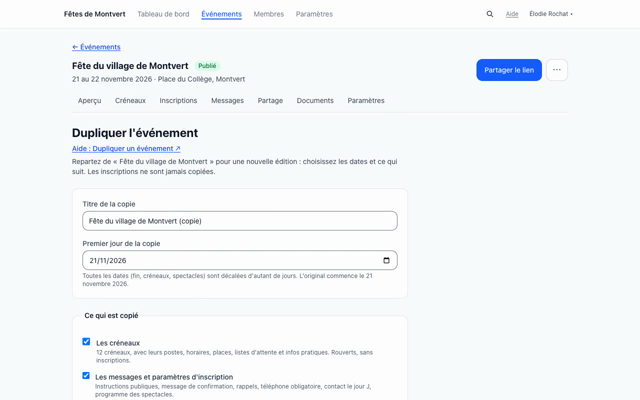 Fêtes de Montvert Tableau de bord Événements Membres Paramètres Aide Élodie Rochat
← Événements
Fête du village de Montvert Publié
21 au 22 novembre 2026 · Place du Collège, Montvert
Partager le lien ...
Aperçu Créneaux Inscriptions Messages Partage Documents Paramètres
Dupliquer l'événement
Aide : Dupliquer un événement ↗
Repartez de « Fête du village de Montvert » pour une nouvelle édition : choisissez les dates et ce qui
suit. Les inscriptions ne sont jamais copiées.
Titre de la copie
Fête du village de Montvert (copie)
Premier jour de la copie
21/11/2026
Toutes les dates (fin, créneaux, spectacles) sont décalées d'autant de jours. L'original commence le 21
novembre 2026.
Ce qui est copié
Les créneaux
12 créneaux, avec leurs postes, horaires, places, listes d'attente et infos pratiques. Rouverts, sans
inscriptions.
Les messages et paramètres d'inscription
Instructions publiques, message de confirmation, rappels, téléphone obligatoire, contact le jour J,
programme des spectacles.